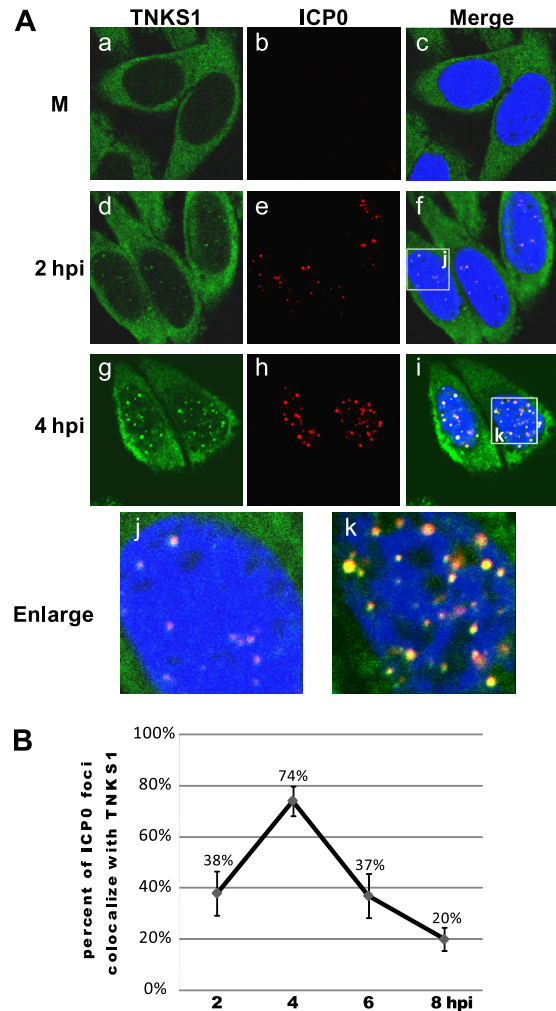 A
TNKS1 ICP0 Merge
M
a b c
2 hpi
d e f
j
4 hpi
g h i
k
Enlarge
j k
B
percent of ICP0 foci
colocalize with TNKS1
100%
80%
60%
40%
20%
0%
38%
74%
37%
20%
2 4 6 8 hpi